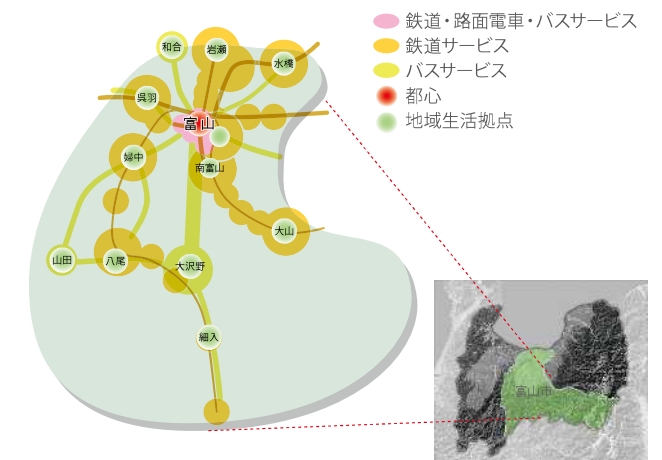 鉄道・路面電車・バスサービス
鉄道サービス
バスサービス
都心
地域生活拠点
和合
岩瀬
水橋
呉羽
富山
婦中
南富山
大山
山田
八尾
大沢野
細入
富山市